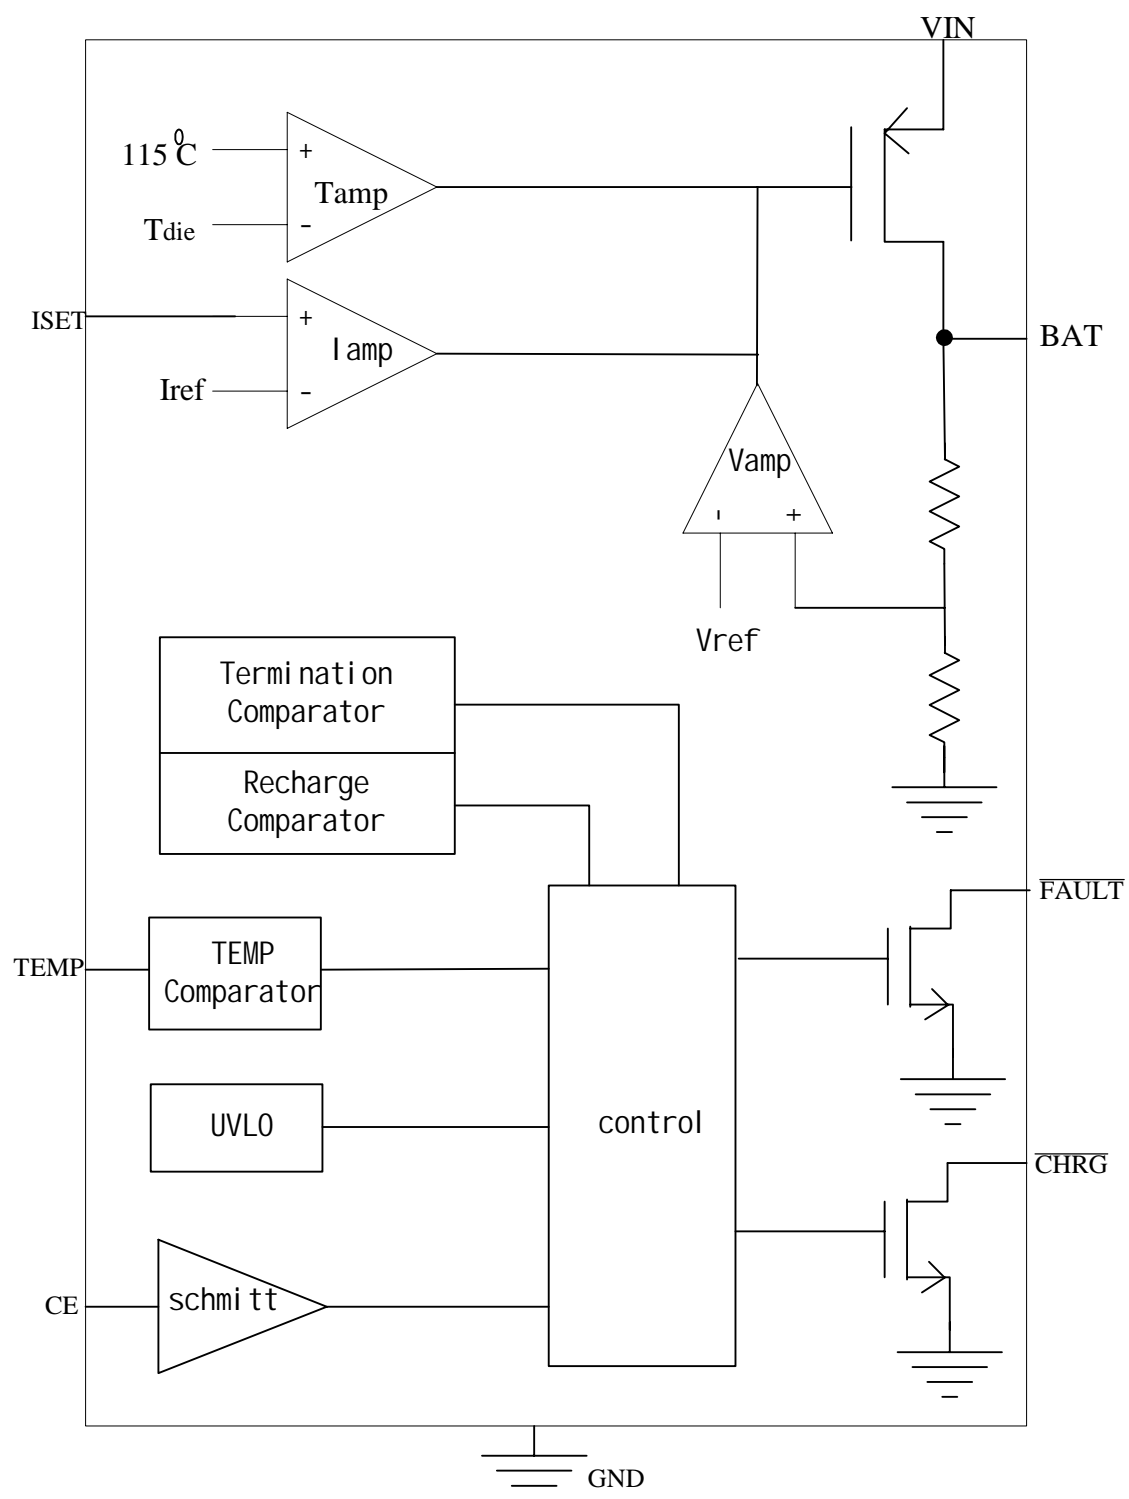 VIN
115 ⁰C
+
Tamp
Tdie
-
ISET
+
Iamp
Iref
-
BAT
Vamp
-
+
Vref
Termination
Comparator
Recharge
Comparator
FAULT
TEMP
TEMP
Comparator
UVLO
control
CHRG
CE
schmitt
GND